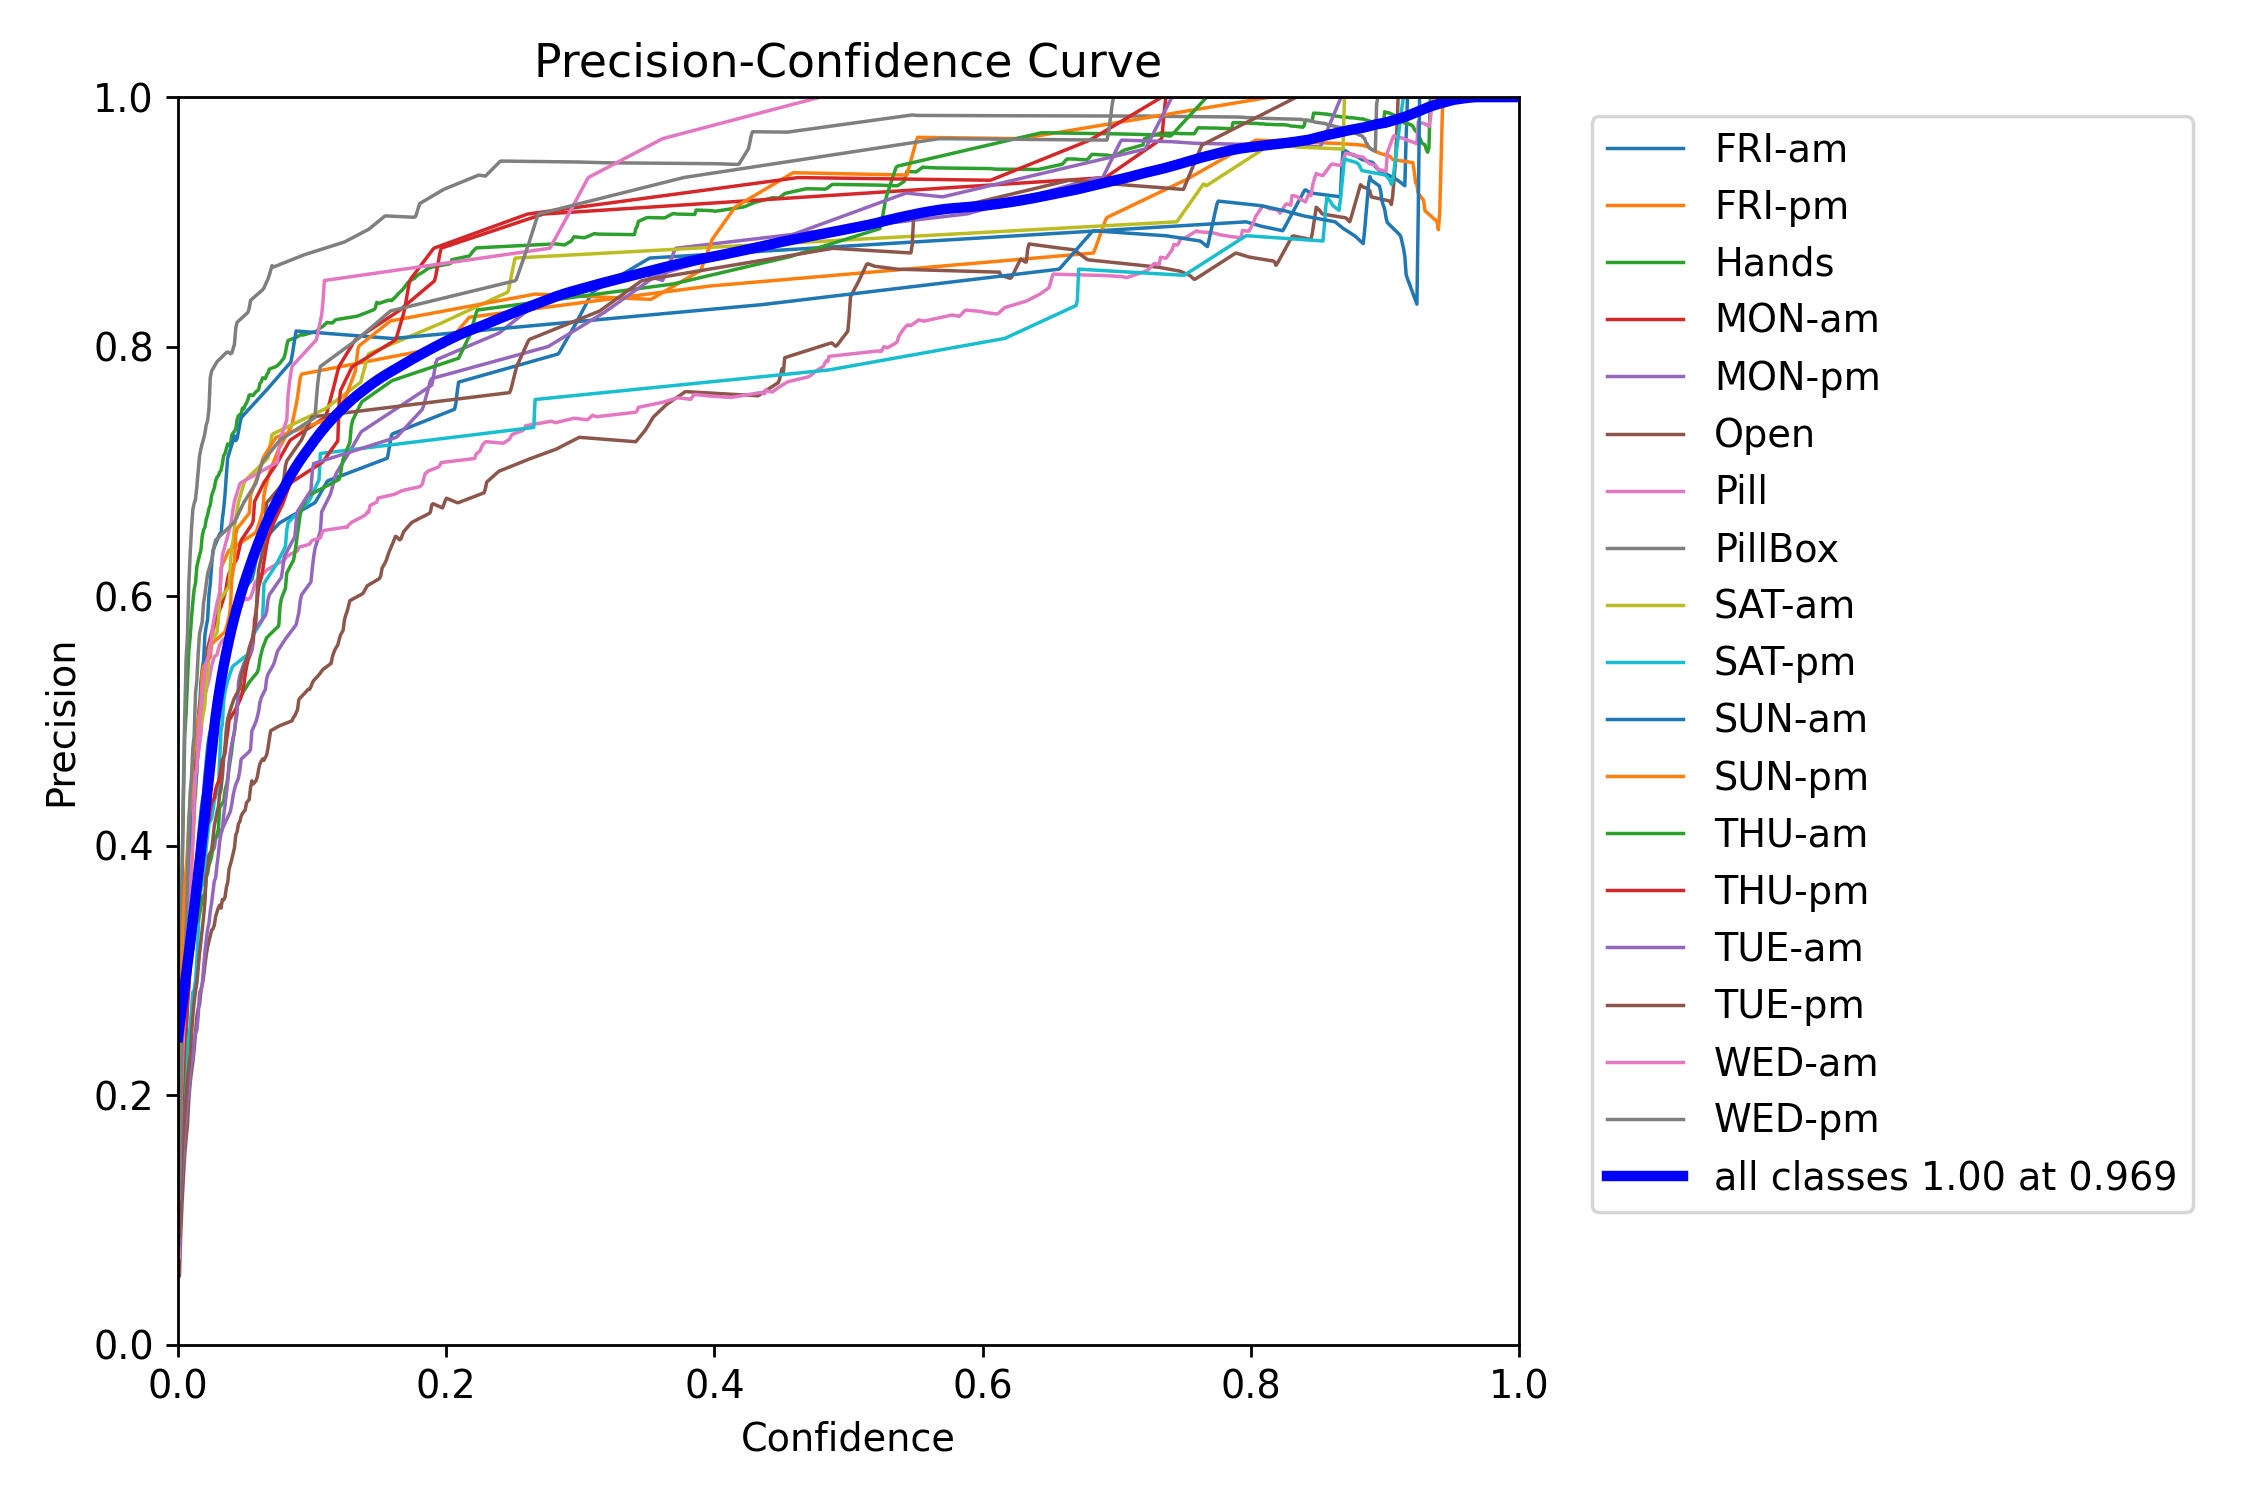 Precision-Confidence Curve
1.0
0.8
0.6
0.4
0.2
0.0
Precision
0.0 0.2 0.4 0.6 0.8 1.0
Confidence
FRI-am
FRI-pm
Hands
MON-am
MON-pm
Open
Pill
PillBox
SAT-am
SAT-pm
SUN-am
SUN-pm
THU-am
THU-pm
TUE-am
TUE-pm
WED-am
WED-pm
all classes 1.00 at 0.969